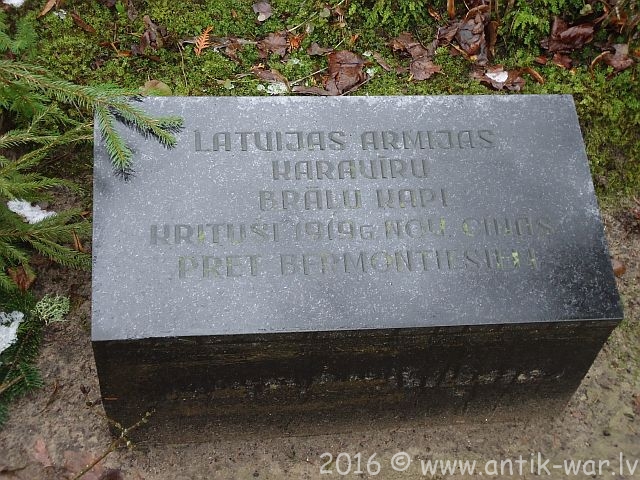 LATVIJAS ARMIJAS
KARAVĪRU
BRĀĻU KAPI
KRITUŠI 1919G. NOV. CĪŅĀS
PRET BERMONTIEŠIEM
2016 © www.antik-war.lv